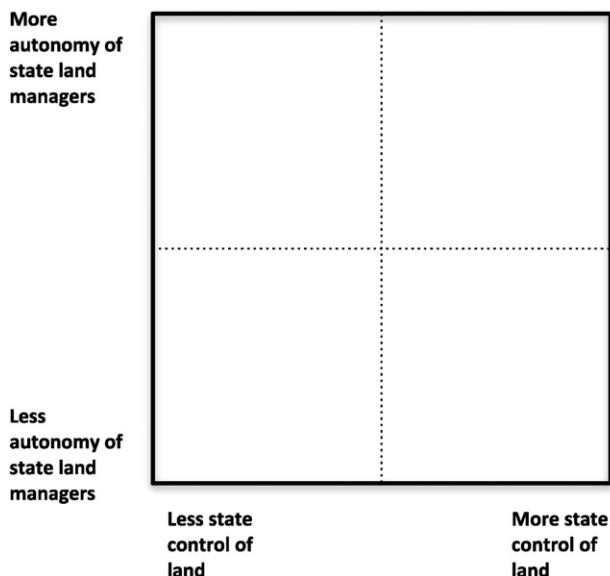 More
autonomy of
state land
managers
Less
autonomy of
state land
managers
Less state
control of
land
More state
control of
land